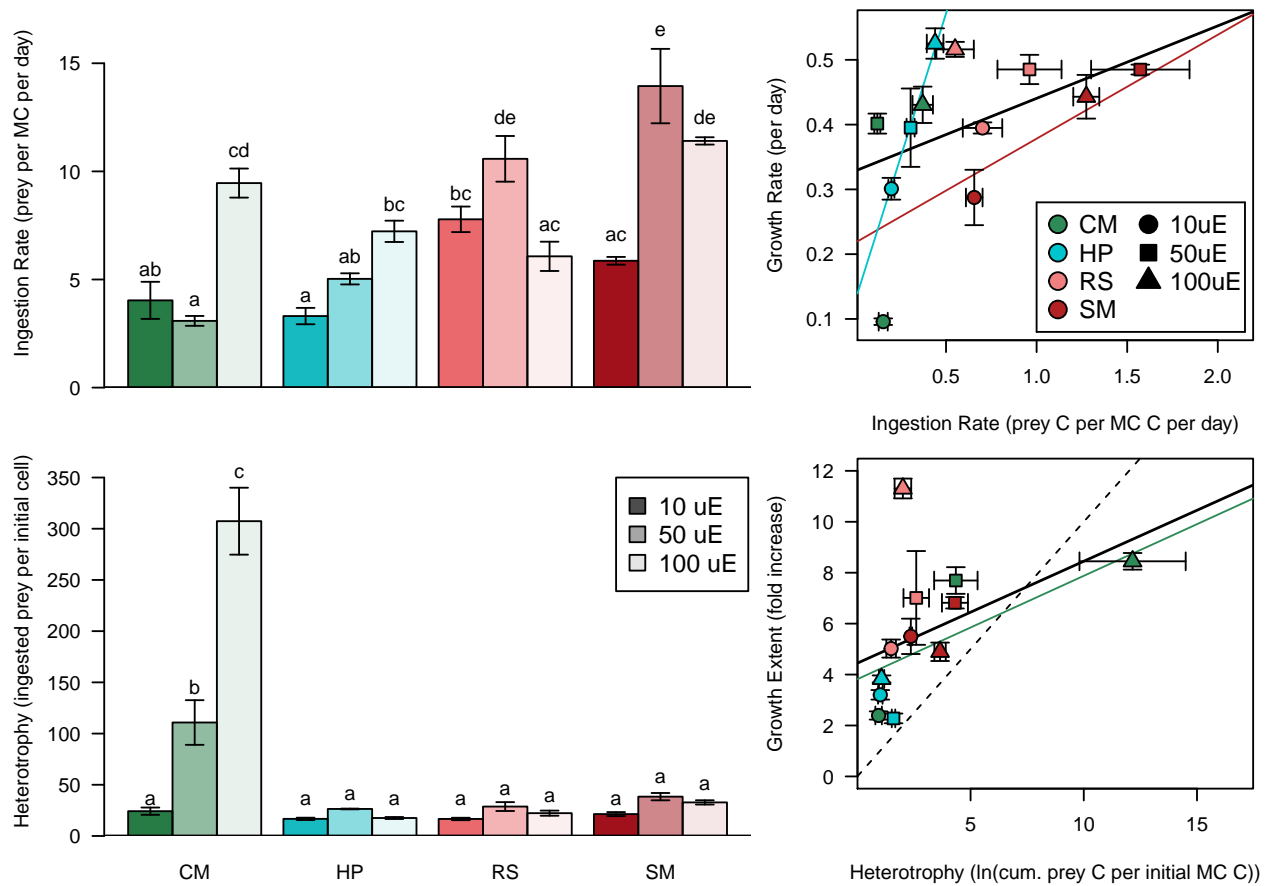 Ingestion Rate (prey per MC per day)
15
10
5
0
ab
a
cd
a
ab
bc
bc
de
ac
ac
e
de
Growth Rate (per day)
0.5
0.4
0.3
0.2
0.1
CM
HP
RS
SM
10uE
50uE
100uE
0.5
1.0
1.5
2.0
Ingestion Rate (prey C per MC C per day)
Heterotrophy (ingested prey per initial cell)
350
300
250
200
150
100
50
0
a
b
c
a
a
a
a
a
a
a
a
a
10 uE
50 uE
100 uE
CM
HP
RS
SM
Growth Extent (fold increase)
12
10
8
6
4
2
0
5
10
15
Heterotrophy (ln(cum. prey C per initial MC C))